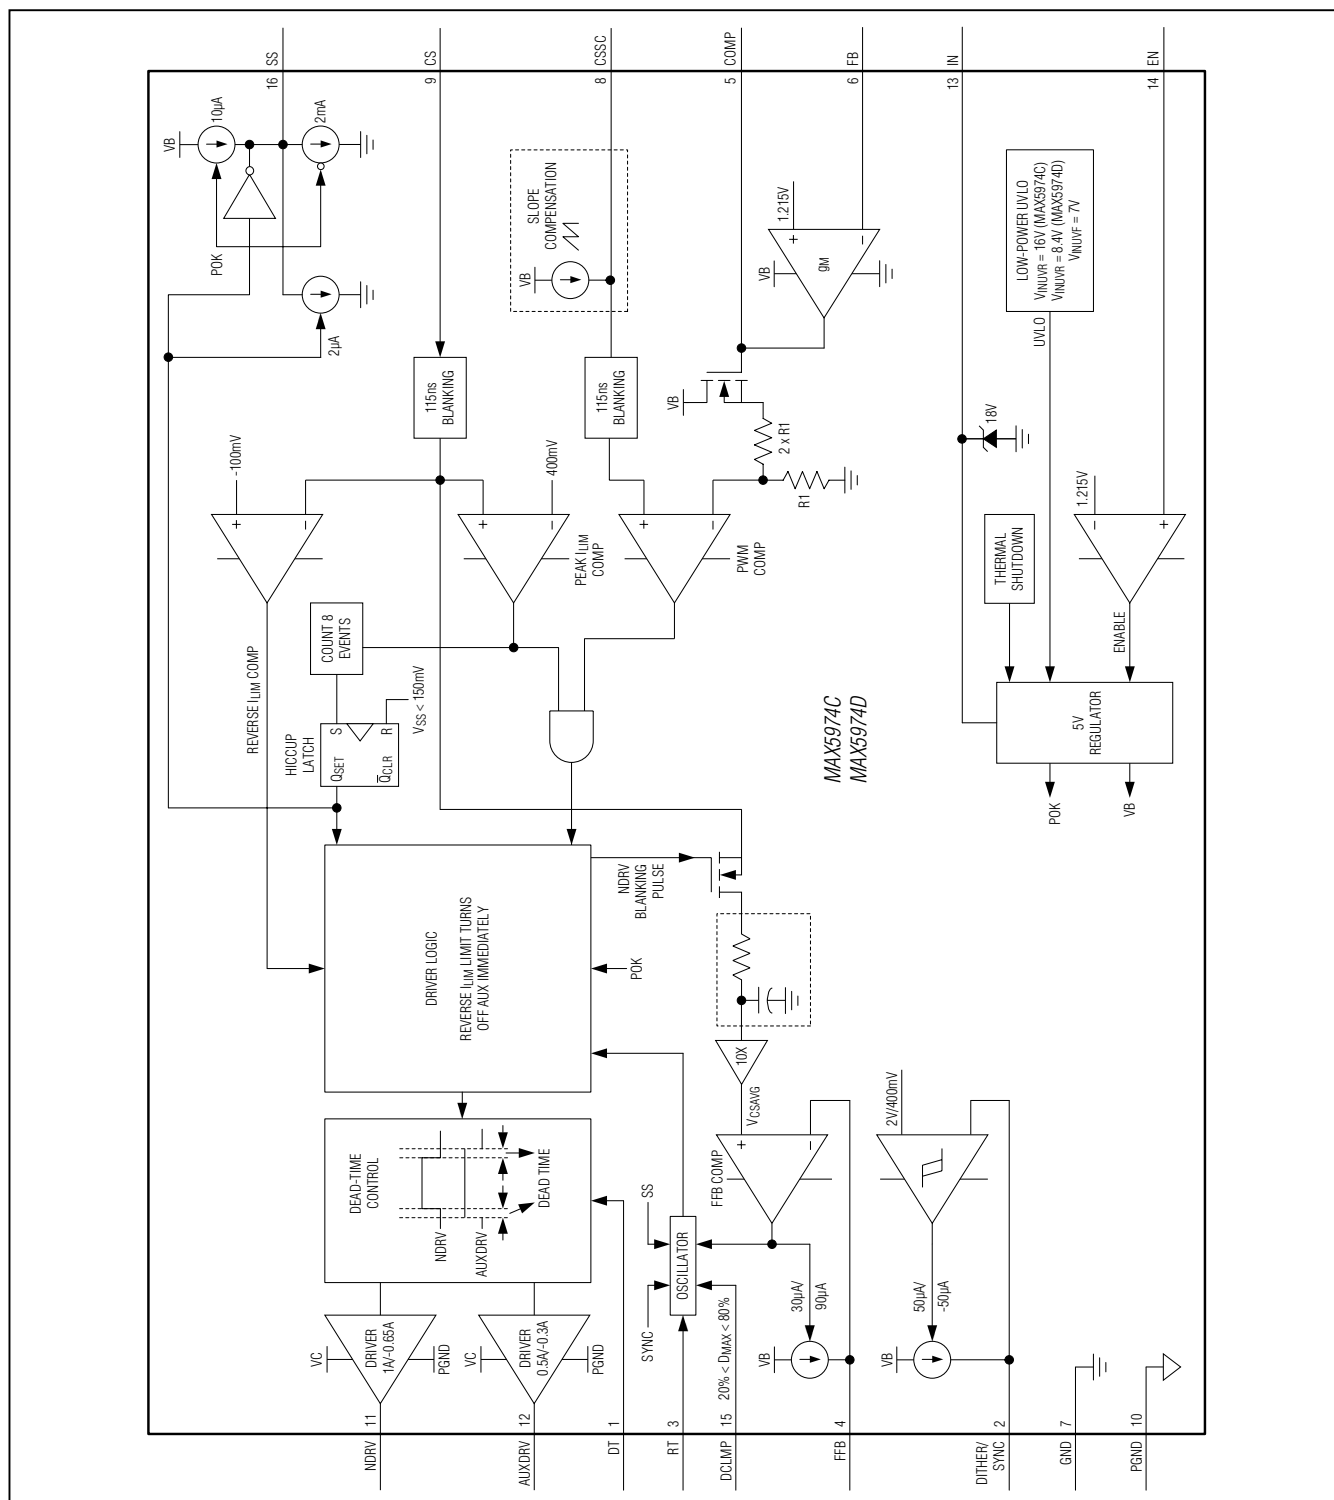 16 SS
9 CS
8 CSSC
5 COMP
6 FB
13 IN
14 EN
VB
10µA
2mA
POK
2µA
SLOPE
COMPENSATION
VB
1.215V
+
−
VB
gM
LOW-POWER UVLO
VINUVR = 16V (MAX5974C)
VINUVR = 8.4V (MAX5974D)
VINUVF = 7V
UVLO
115ns
BLANKING
115ns
BLANKING
VB
2 x R1
R1
18V
-100mV
+
−
400mV
+
−
PEAK ILIM
COMP
+
−
PWM
COMP
1.215V
−
+
THERMAL
SHUTDOWN
ENABLE
REVERSE ILIM COMP
COUNT 8
EVENTS
HICCUP
LATCH
S
R
QSET
Q̅CLR
VSS < 150mV
MAX5974C
MAX5974D
5V
REGULATOR
POK
VB
DRIVER LOGIC
REVERSE ILIM LIMIT TURNS
OFF AUX IMMEDIATELY
NDRV
BLANKING
PULSE
POK
10X
VCSAVG
2V/400mV
DEAD-TIME
CONTROL
NDRV
AUXDRV
DEAD TIME
FFB COMP
+
−
SS
OSCILLATOR
SYNC
20% < DMAX < 80%
30µA/
90µA
50µA/
-50µA
VB
VB
VC
DRIVER
1A/-0.65A
PGND
VC
DRIVER
0.5A/-0.3A
PGND
NDRV 11
AUXDRV 12
DT 1
RT 3
DCLMP 15
FFB 4
DITHER/
SYNC 2
GND 7
PGND 10